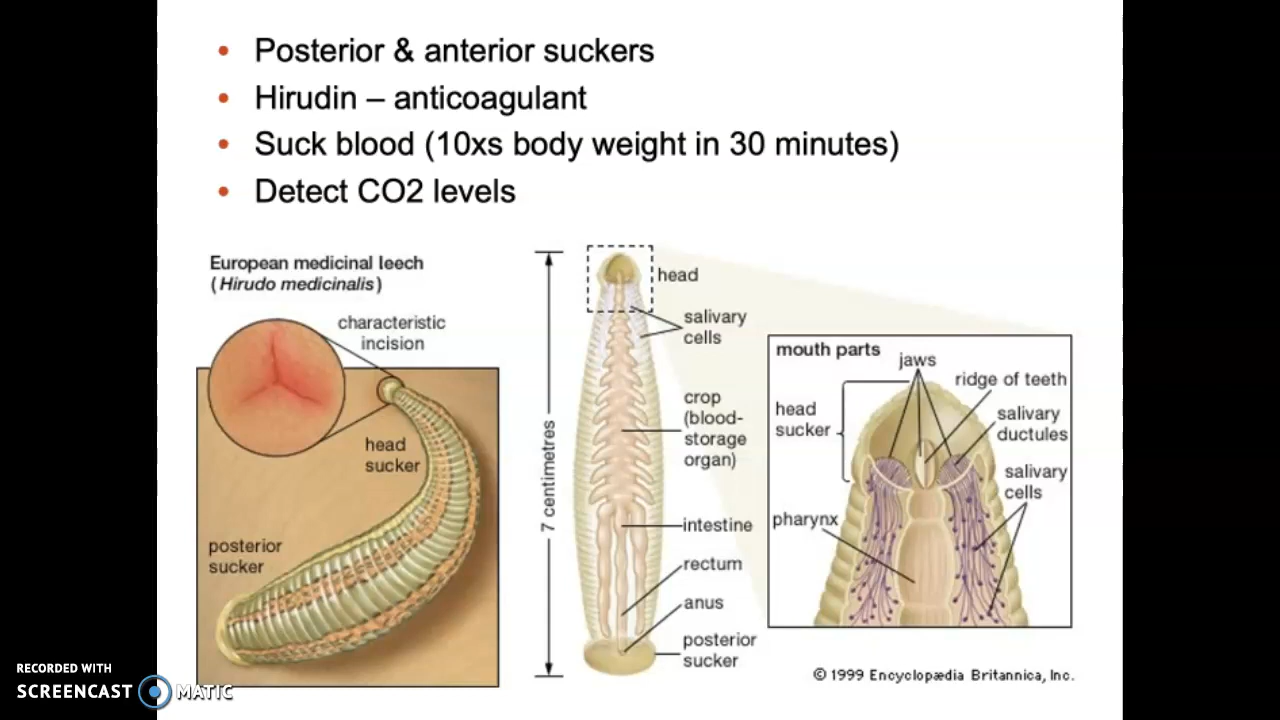 • Posterior & anterior suckers
• Hirudin – anticoagulant
• Suck blood (10xs body weight in 30 minutes)
• Detect CO2 levels
European medicinal leech
(Hirudo medicinalis)
characteristic
incision
head
sucker
posterior
sucker
7 centimetres
head
salivary
cells
crop
(blood-
storage
organ)
intestine
rectum
anus
posterior
sucker
mouth parts
jaws
ridge of teeth
head
sucker
salivary
ductules
salivary
cells
pharynx
© 1999 Encyclopædia Britannica, Inc.
RECORDED WITH
SCREENCAST MATIC